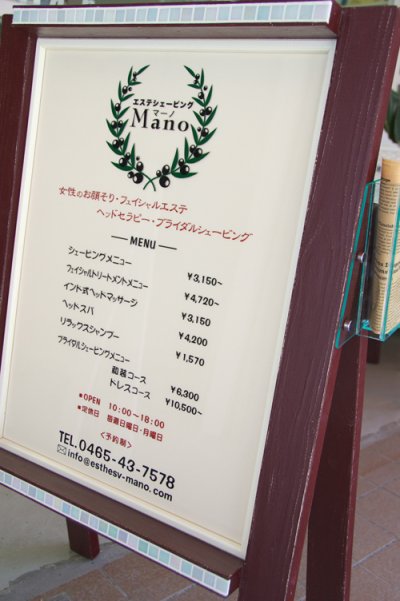 エステシェービング
マーノ
Mano
女性のお顔そり・フェイシャルエステ
ヘッドセラピー・ブライダルシェービング
MENU
シェービングメニュー ¥3,150~
フェイシャルトリートメントメニュー ¥4,720~
インド式ヘッドマッサージ ¥3,150
ヘッドスパ ¥4,200
リラックスシャンプー ¥1,570
ブライダルシェービングメニュー
和装コース ¥6,300
ドレスコース ¥10,500~
■OPEN 10:00~18:00
■定休日 毎週日曜日・月曜日
<予約制>
TEL.0465-43-7578
info@esthesv-mano.com